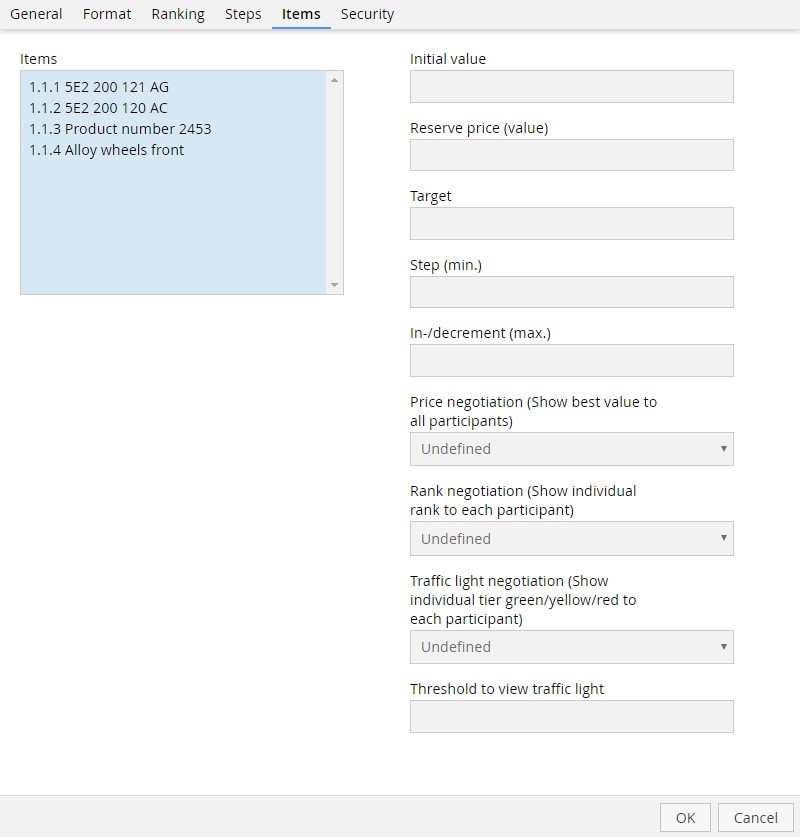 General Format Ranking Steps Items Security
Items
1.1.1 5E2 200 121 AG
1.1.2 5E2 200 120 AC
1.1.3 Product number 2453
1.1.4 Alloy wheels front
Initial value
Reserve price (value)
Target
Step (min.)
In-/decrement (max.)
Price negotiation (Show best value to
all participants)
Undefined
Rank negotiation (Show individual
rank to each participant)
Undefined
Traffic light negotiation (Show
individual tier green/yellow/red to
each participant)
Undefined
Threshold to view traffic light
OK Cancel